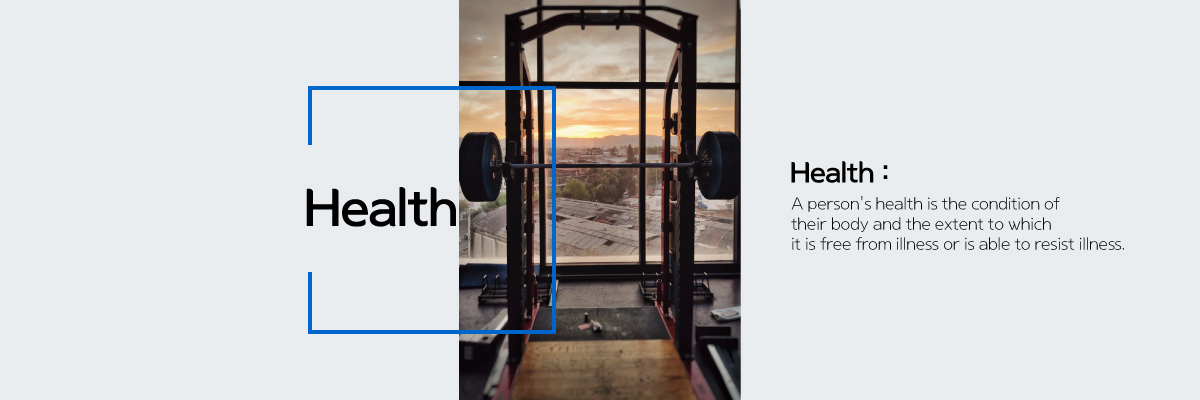 Health
Health :
A person's health is the condition of
their body and the extent to which
it is free from illness or is able to resist illness.